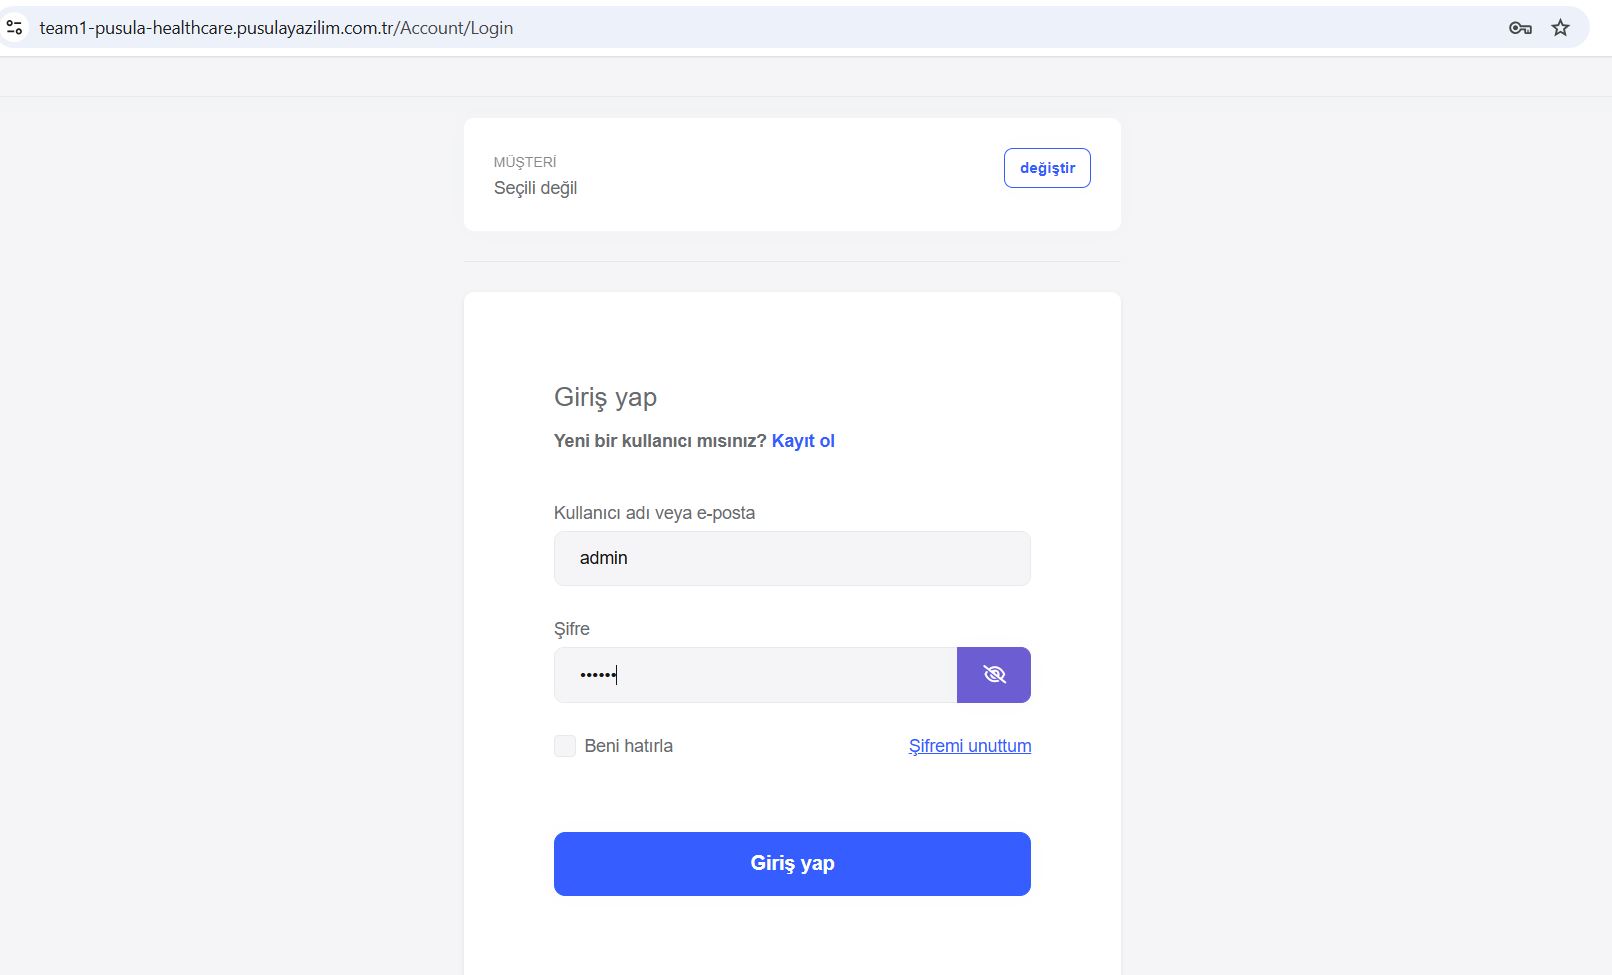 team1-pusula-healthcare.pusulayazilim.com.tr/Account/Login
MÜŞTERİ
Seçili değil
değiştir
Giriş yap
Yeni bir kullanıcı mısınız? Kayıt ol
Kullanıcı adı veya e-posta
admin
Şifre
••••••
Beni hatırla
Şifremi unuttum
Giriş yap